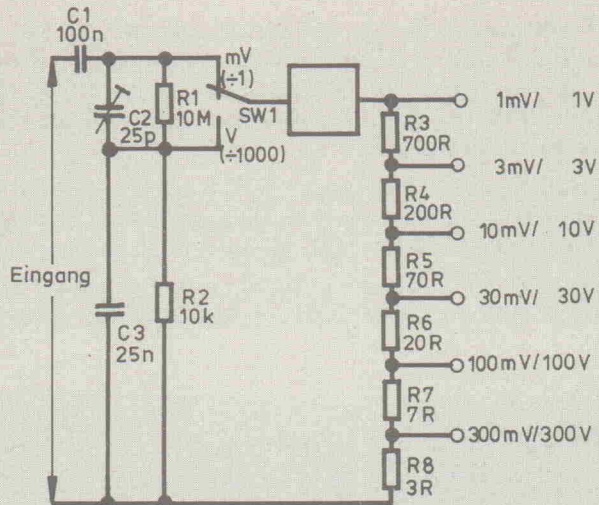 C1
100n
mV
(÷1)
R1
10M
C2
25p
SW1
V
(÷1000)
1mV/ 1V
R3
700R
3mV/ 3V
R4
200R
10mV/ 10V
R5
70R
Eingang
30mV/ 30V
R2
10k
R6
20R
C3
25n
100mV/100V
R7
7R
300mV/300V
R8
3R